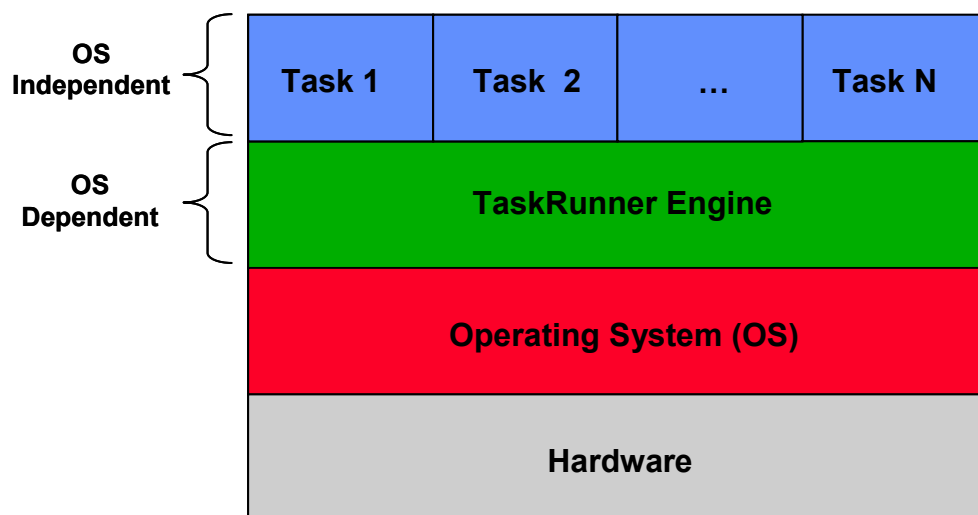 OS
Independent
Task 1
Task 2
...
Task N
OS
Dependent
TaskRunner Engine
Operating System (OS)
Hardware